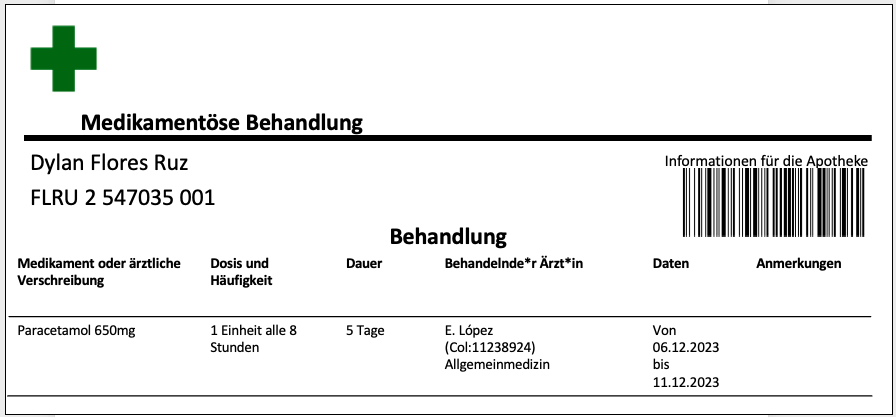 Medikamentöse Behandlung
Dylan Flores Ruz
Informationen für die Apotheke
FLRU 2 547035 001
Behandlung
Medikament oder ärztliche
Verschreibung
Dosis und
Häufigkeit
Dauer
Behandelnde*r Ärzt*in
Daten
Anmerkungen
Paracetamol 650mg
1 Einheit alle 8
Stunden
5 Tage
E. López
(Col:11238924)
Allgemeinmedizin
Von
06.12.2023
bis
11.12.2023